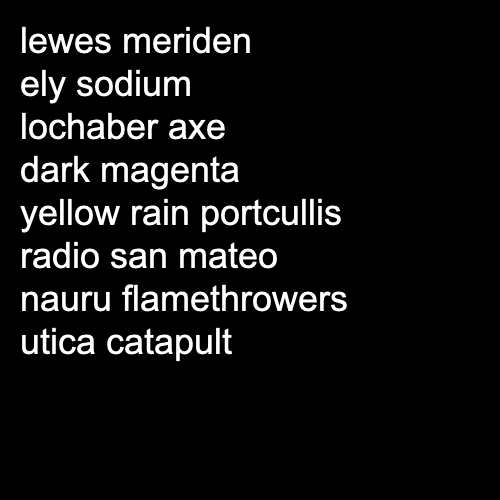 lewes meriden
ely sodium
lochaber axe
dark magenta
yellow rain portcullis
radio san mateo
nauru flamethrowers
utica catapult